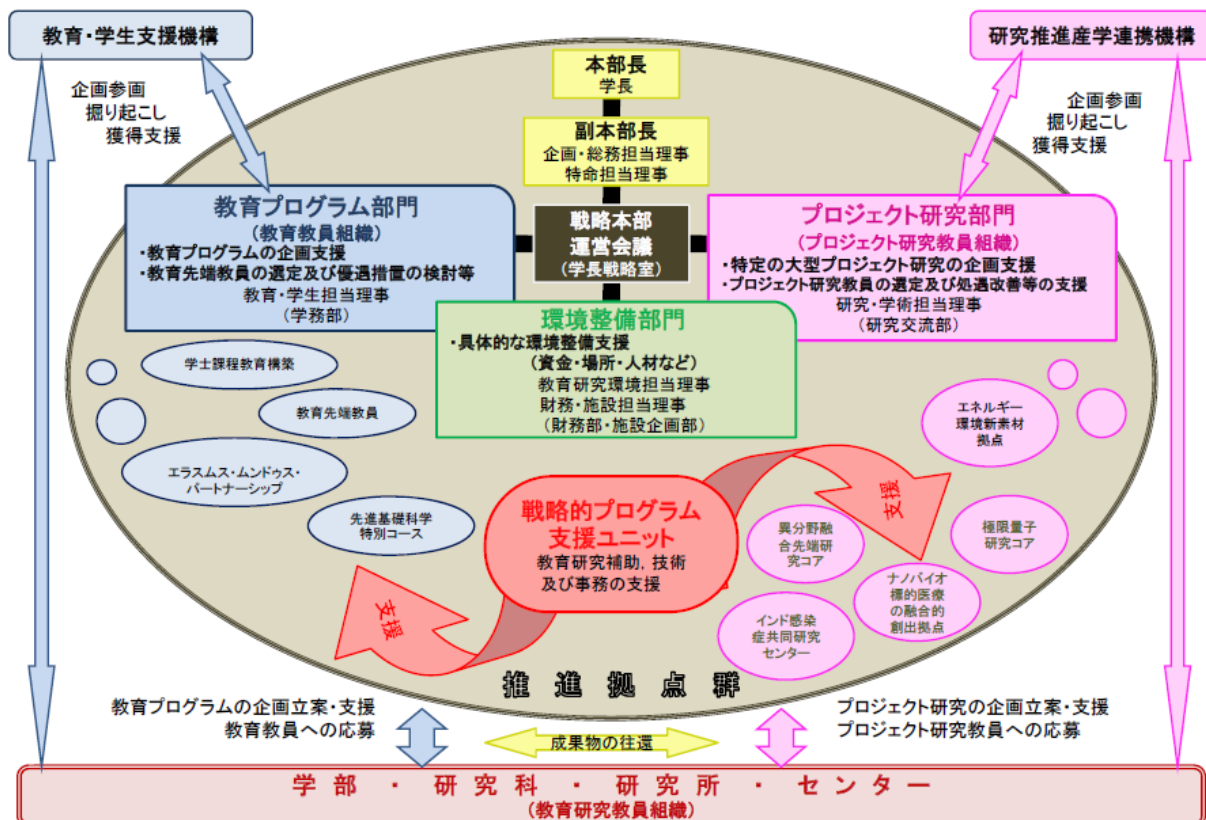 教育・学生支援機構
研究推進産学連携機構
本部長
学長
企画参画
掘り起こし
獲得支援
企画参画
掘り起こし
獲得支援
副本部長
企画・総務担当理事
特命担当理事
教育プログラム部門
(教育教員組織)
・教育プログラムの企画支援
・教育先端教員の選定及び優遇措置の検討等
教育・学生担当理事
(学務部)
戦略本部
運営会議
(学長戦略室)
プロジェクト研究部門
(プロジェクト研究教員組織)
・特定の大型プロジェクト研究の企画支援
・プロジェクト研究教員の選定及び処遇改善等の支援
研究・学術担当理事
(研究交流部)
環境整備部門
・具体的な環境整備支援
(資金・場所・人材など)
教育研究環境担当理事
財務・施設担当理事
(財務部・施設企画部)
学士課程教育構築
教育先端教員
エラスムス・ムンドゥス・
パートナーシップ
先進基礎科学
特別コース
戦略的プログラム
支援ユニット
教育研究補助, 技術
及び事務の支援
支援
支援
エネルギー
環境新素材
拠点
異分野融
合先端研
究コア
極限量子
研究コア
ナノバイオ
標的医療
の融合的
創出拠点
インド感染
症共同研究
センター
推進拠点群
教育プログラムの企画立案・支援
教育教員への応募
成果物の往還
プロジェクト研究の企画立案・支援
プロジェクト研究教員への応募
学部・研究科・研究所・センター
(教育研究教員組織)